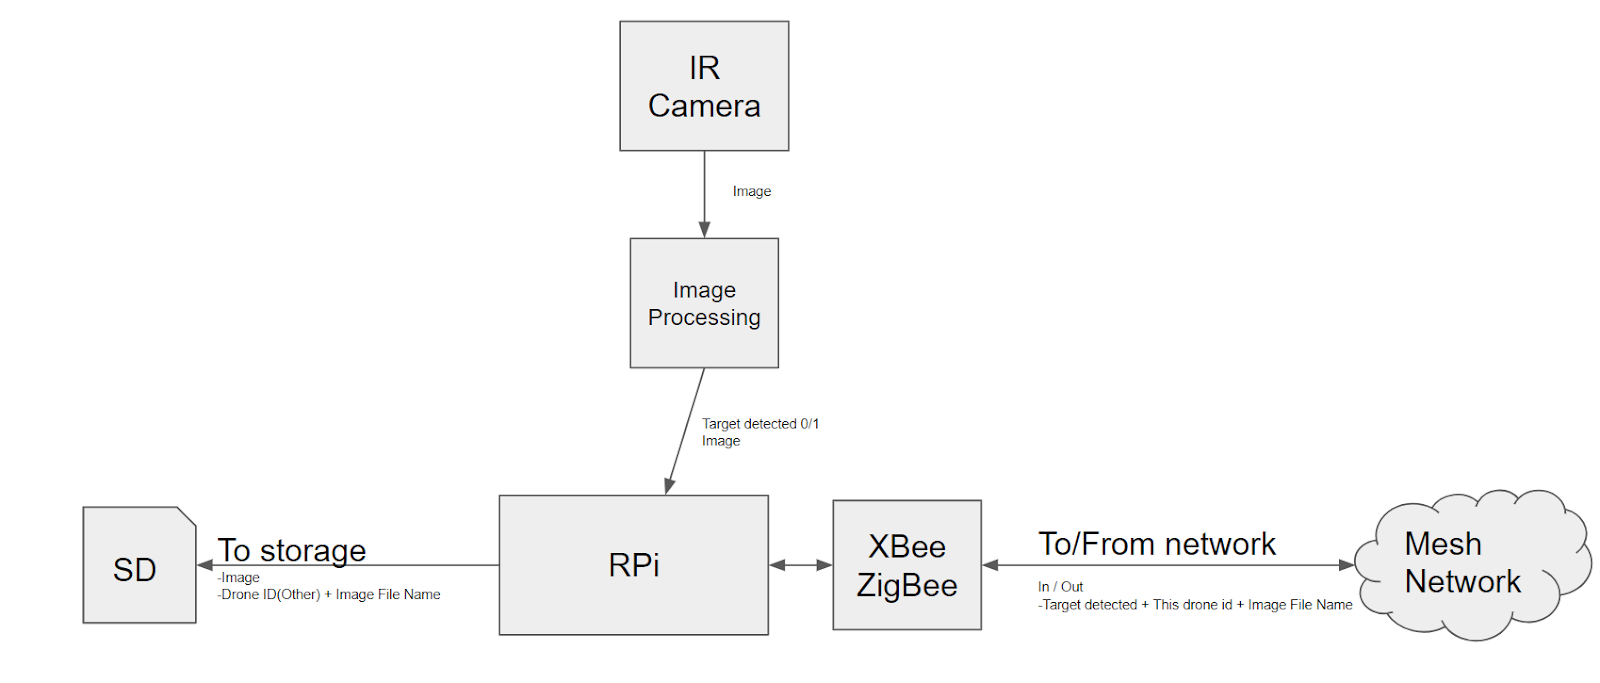 IR
Camera
Image
Image
Processing
Target detected 0/1
Image
SD
To storage
-Image
-Drone ID(Other) + Image File Name
RPi
XBee
ZigBee
To/From network
In / Out
-Target detected + This drone id + Image File Name
Mesh
Network